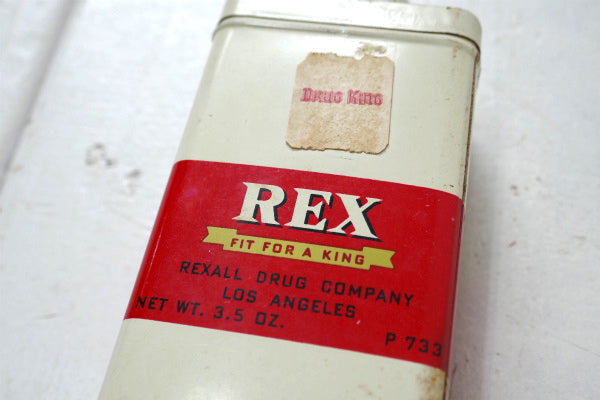 DRUG KING
REX
FIT FOR A KING
REXALL DRUG COMPANY
LOS ANGELES
NET WT. 3.5 OZ.
P 733